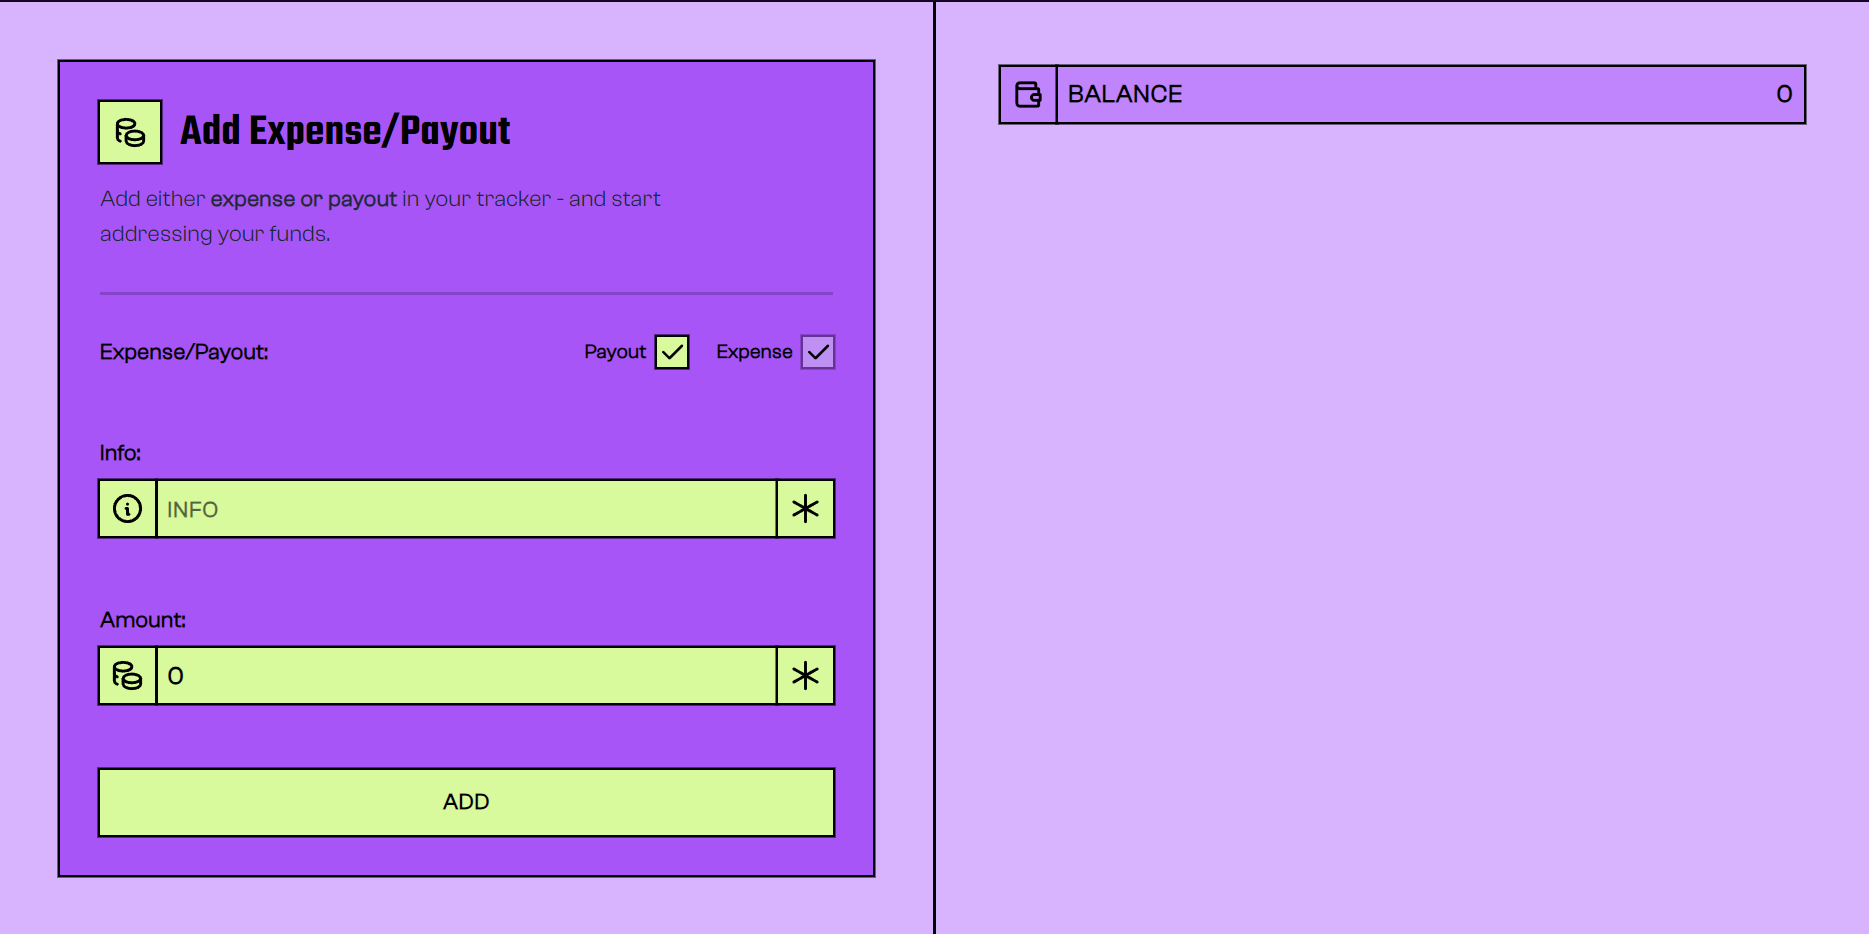 Add Expense/Payout
Add either expense or payout in your tracker - and start
addressing your funds.
Expense/Payout:
Payout
Expense
Info:
INFO
Amount:
0
ADD
BALANCE
0